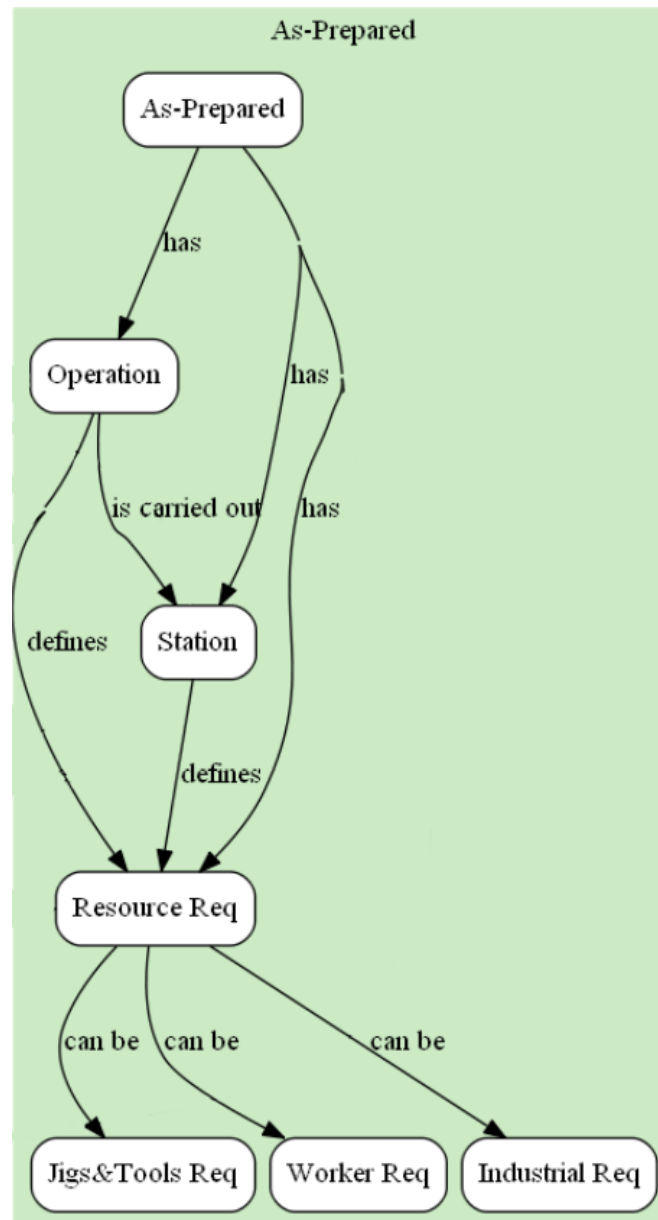 As-Prepared
As-Prepared
has
Operation
has
is carried out
has
defines
Station
defines
Resource Req
can be
can be
can be
Jigs&Tools Req
Worker Req
Industrial Req